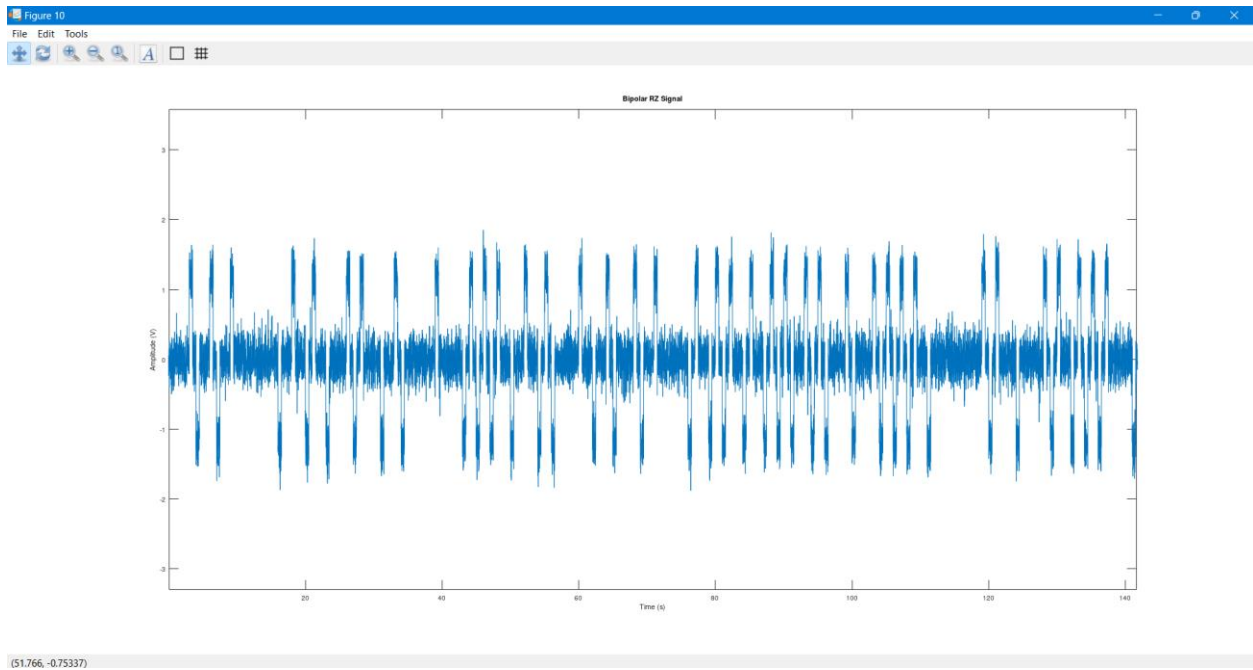 Figure 10
File Edit Tools
A
Bipolar RZ Signal
3
2
1
0
-1
-2
-3
Amplitude (V)
20 40 60 80 100 120 140
Time (s)
(51.766, -0.75337)